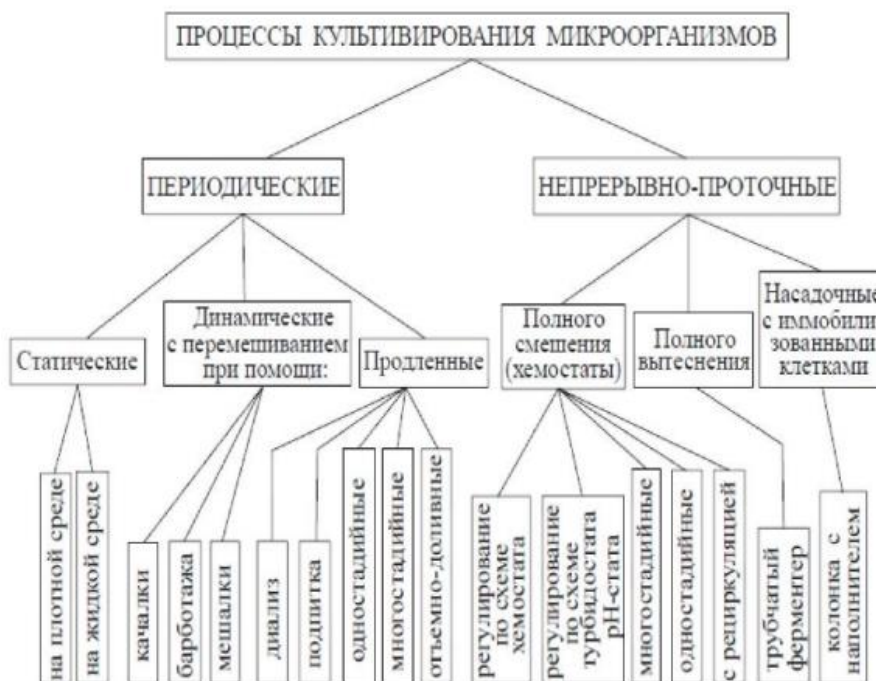 ПРОЦЕССЫ КУЛЬТИВИРОВАНИЯ МИКРООРГАНИЗМОВ
ПЕРИОДИЧЕСКИЕ
НЕПРЕРЫВНО-ПРОТОЧНЫЕ
Статические
Динамические
с перемешиванием
при помощи:
Продленные
Полного
смешения
(хемостаты)
Полного
вытеснения
Насадочные
с иммобили-
зованными
клетками
на плотной среде
на жидкой среде
качалки
барботажа
мешалки
диализ
подпитка
одностадийные
многостадийные
отъемно-доливные
регулирование
по схеме
хемостата
регулирование
по схеме
турбидостата
pH-стата
многостадийные
одностадийные
с рециркуляцией
трубчатый
ферментер
колонка с
наполнителем